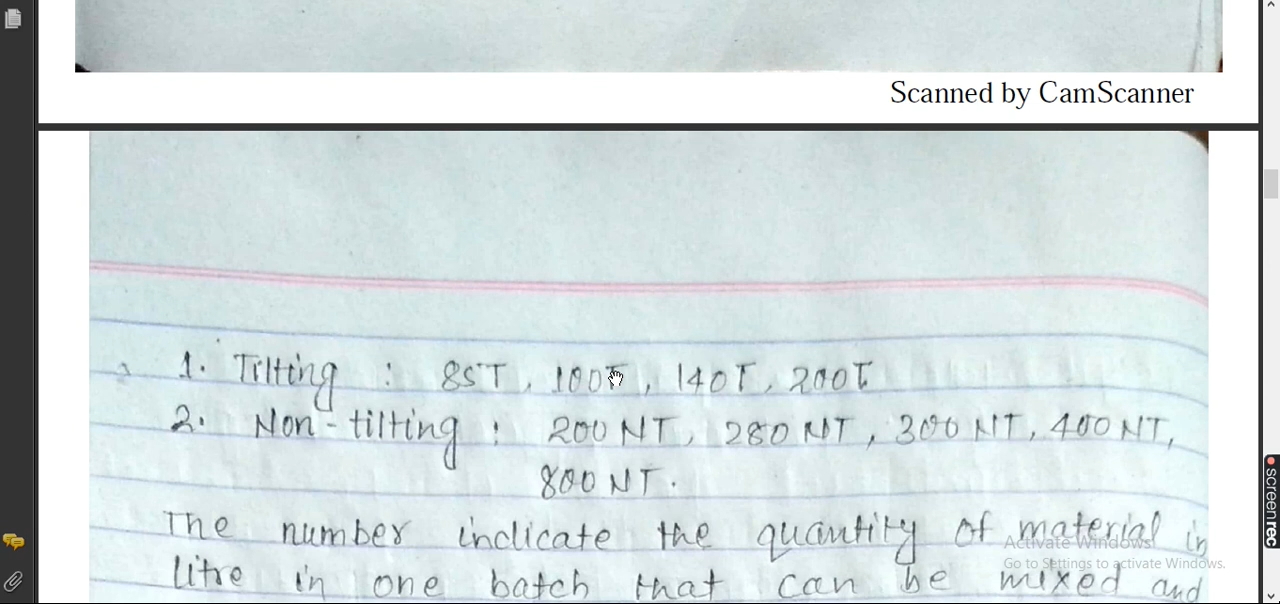 Scanned by CamScanner
1. Tilting : 85T, 100T, 140T, 200T
2. Non-tilting : 200 NT, 280 NT, 300 NT, 400 NT,
800 NT.
The number indicate the quantity of material in
litre in one batch that can be mixed and
Activate Windows
Go to Settings to activate Windows.
screenrec